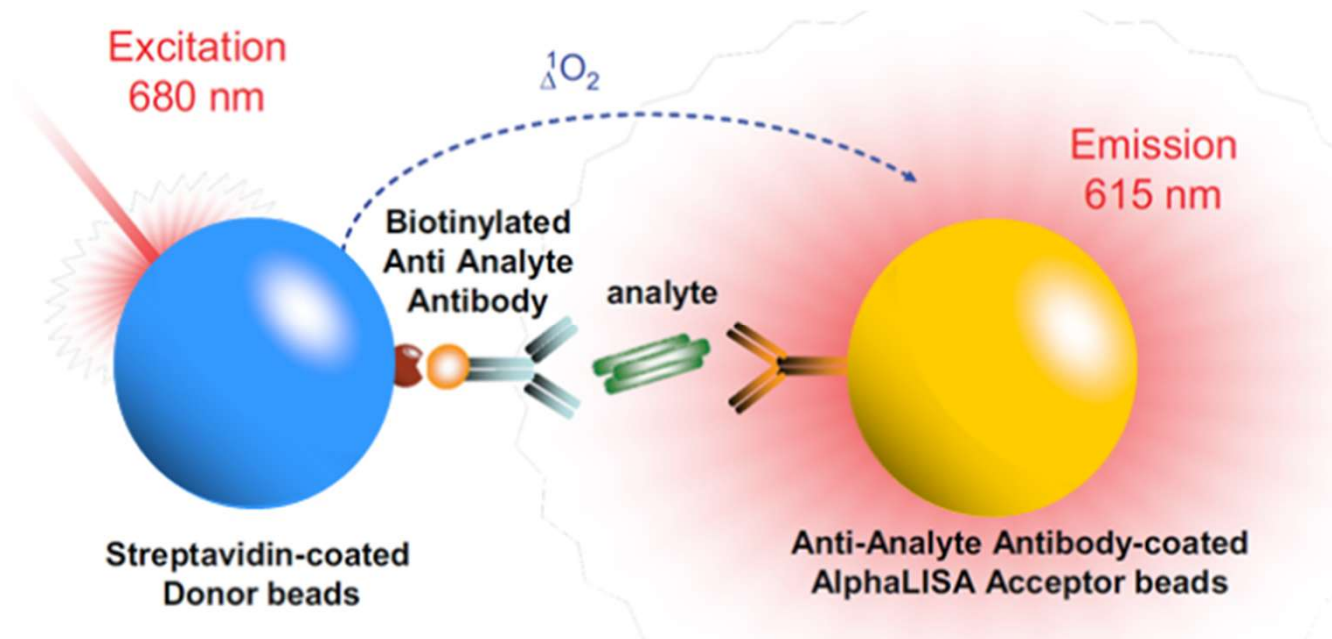 Excitation
680 nm
¹ΔO₂
Emission
615 nm
Biotinylated
Anti Analyte
Antibody
analyte
Streptavidin-coated
Donor beads
Anti-Analyte Antibody-coated
AlphaLISA Acceptor beads